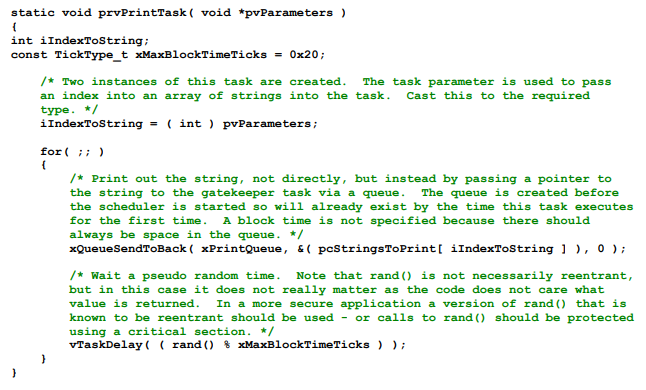 static void prvPrintTask( void *pvParameters )
{
int iIndexToString;
const TickType_t xMaxBlockTimeTicks = 0x20;
/* Two instances of this task are created.  The task parameter is used to pass
an index into an array of strings into the task.  Cast this to the required
type. */
iIndexToString = ( int ) pvParameters;
for( ;; )
{
/* Print out the string, not directly, but instead by passing a pointer to
the string to the gatekeeper task via a queue.  The queue is created before
the scheduler is started so will already exist by the time this task executes
for the first time.  A block time is not specified because there should
always be space in the queue. */
xQueueSendToBack( xPrintQueue, &( pcStringsToPrint[ iIndexToString ] ), 0 );
/* Wait a pseudo random time.  Note that rand() is not necessarily reentrant,
but in this case it does not really matter as the code does not care what
value is returned.  In a more secure application a version of rand() that is
known to be reentrant should be used - or calls to rand() should be protected
using a critical section. */
vTaskDelay( ( rand() % xMaxBlockTimeTicks ) );
}
}